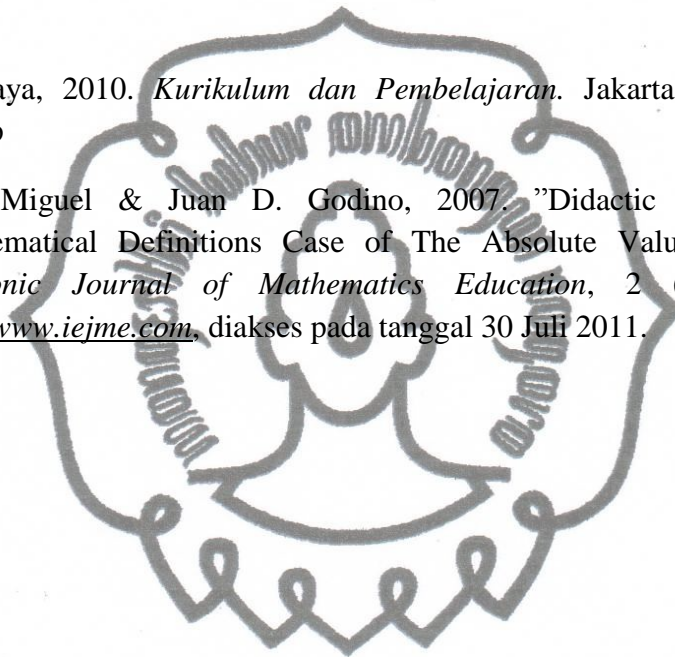 aya, 2010. Kurikulum dan Pembelajaran. Jakarta
Miguel & Juan D. Godino, 2007. ”Didactic
ematical Definitions Case of The Absolute Valu
onic Journal of Mathematics Education, 2
www.iejme.com, diakses pada tanggal 30 Juli 2011.